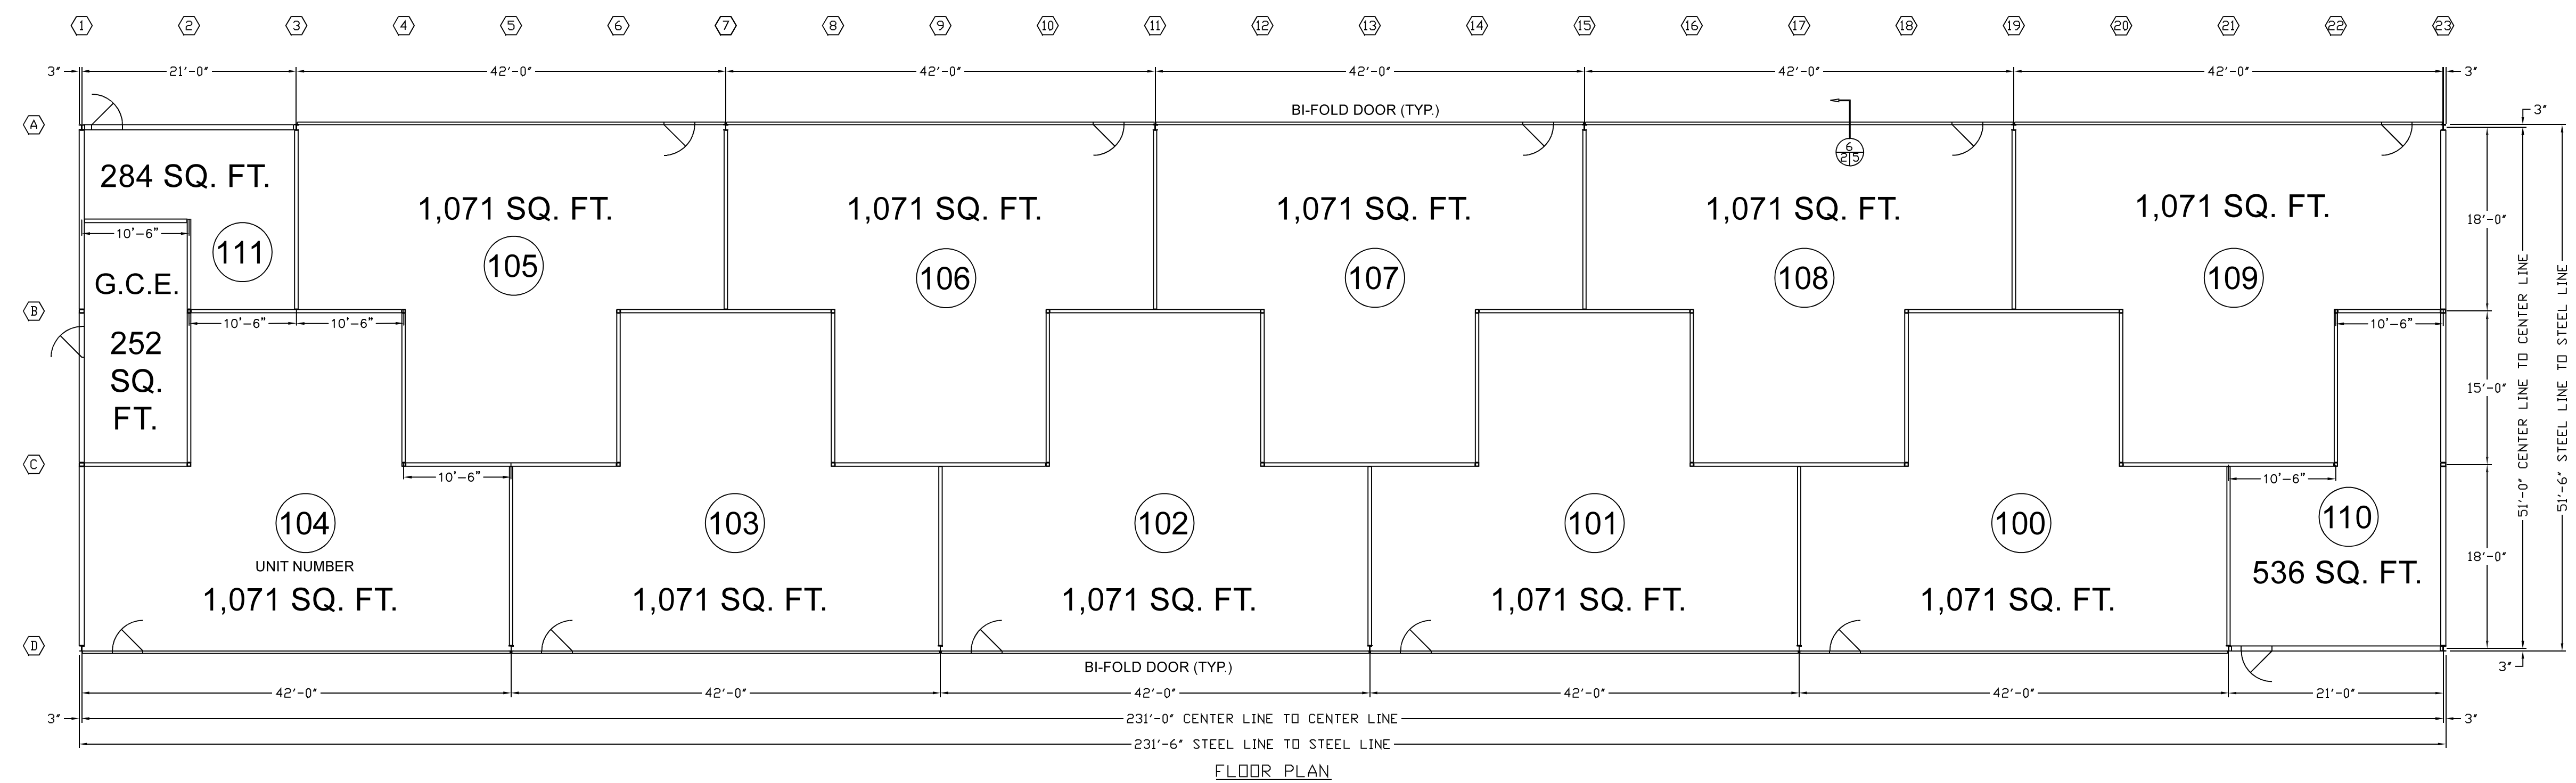 1 2 3 4 5 6 7 8 9 10 11 12 13 14 15 16 17 18 19 20 21 22 23
3" 21'-0" 42'-0" 42'-0" 42'-0" 42'-0" 42'-0" 3"
BI-FOLD DOOR (TYP.)
3"
A
6
2 5
284 SQ. FT.
1,071 SQ. FT. 1,071 SQ. FT. 1,071 SQ. FT. 1,071 SQ. FT. 1,071 SQ. FT.
18'-0"
10'-6"
111 105 106 107 108 109
G.C.E.
B
10'-6" 10'-6" 10'-6"
252
SQ.
FT.
15'-0"
51'-0" CENTER LINE TO CENTER LINE
51'-6" STEEL LINE TO STEEL LINE
C
10'-6" 10'-6"
104 103 102 101 100 110
UNIT NUMBER
18'-0"
1,071 SQ. FT. 1,071 SQ. FT. 1,071 SQ. FT. 1,071 SQ. FT. 1,071 SQ. FT. 536 SQ. FT.
D
BI-FOLD DOOR (TYP.)
3"
42'-0" 42'-0" 42'-0" 42'-0" 42'-0" 21'-0"
3" 231'-0" CENTER LINE TO CENTER LINE 3"
231'-6" STEEL LINE TO STEEL LINE
FLOOR PLAN